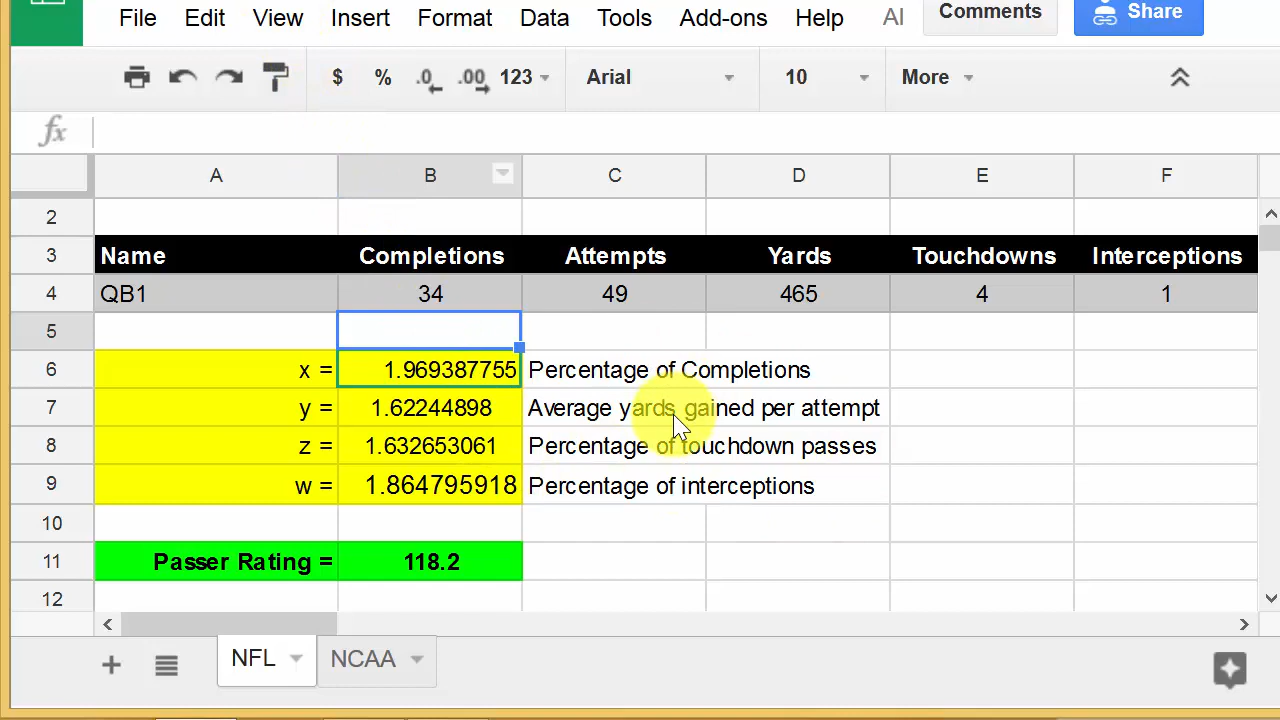 File Edit View Insert Format Data Tools Add-ons Help Al Comments Share
$ % .0 .00 123 Arial 10 More
fx
A B C D E F
2
3 Name Completions Attempts Yards Touchdowns Interceptions
4 QB1 34 49 465 4 1
5
6 x = 1.969387755 Percentage of Completions
7 y = 1.62244898 Average yards gained per attempt
8 z = 1.632653061 Percentage of touchdown passes
9 w = 1.864795918 Percentage of interceptions
10
11 Passer Rating = 118.2
12
NFL NCAA